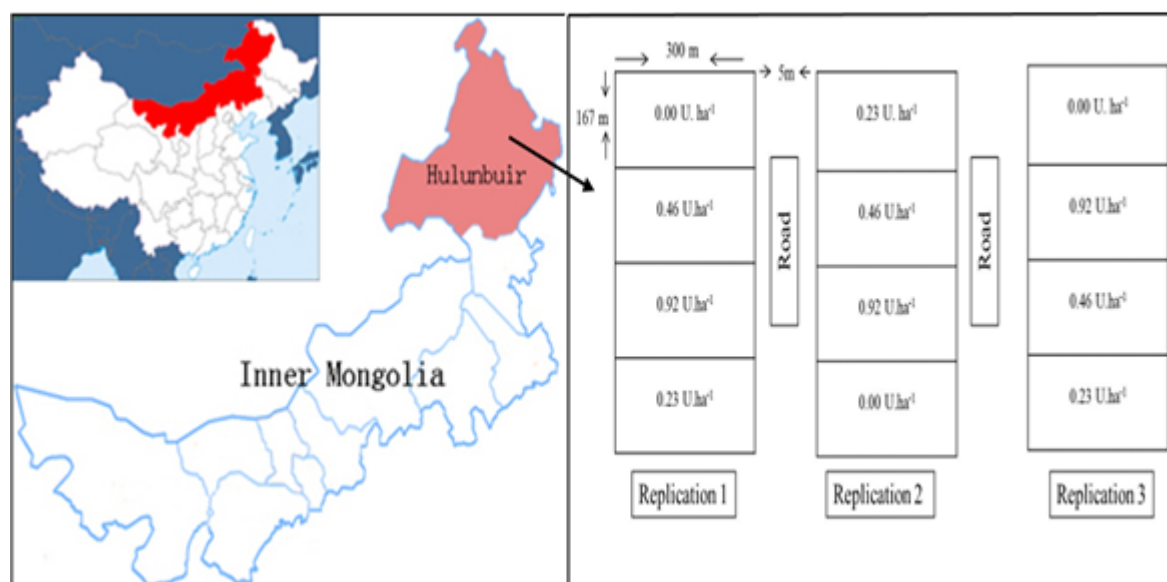 Hulunbuir
Inner Mongolia
300 m
5m
167 m
0.00 U. ha⁻¹
0.46 U.ha⁻¹
0.92 U.ha⁻¹
0.23 U.ha⁻¹
Replication 1
Road
0.23 U.ha⁻¹
0.46 U.ha⁻¹
0.92 U.ha⁻¹
0.00 U.ha⁻¹
Replication 2
Road
0.00 U.ha⁻¹
0.92 U.ha⁻¹
0.46 U.ha⁻¹
0.23 U.ha⁻¹
Replication 3